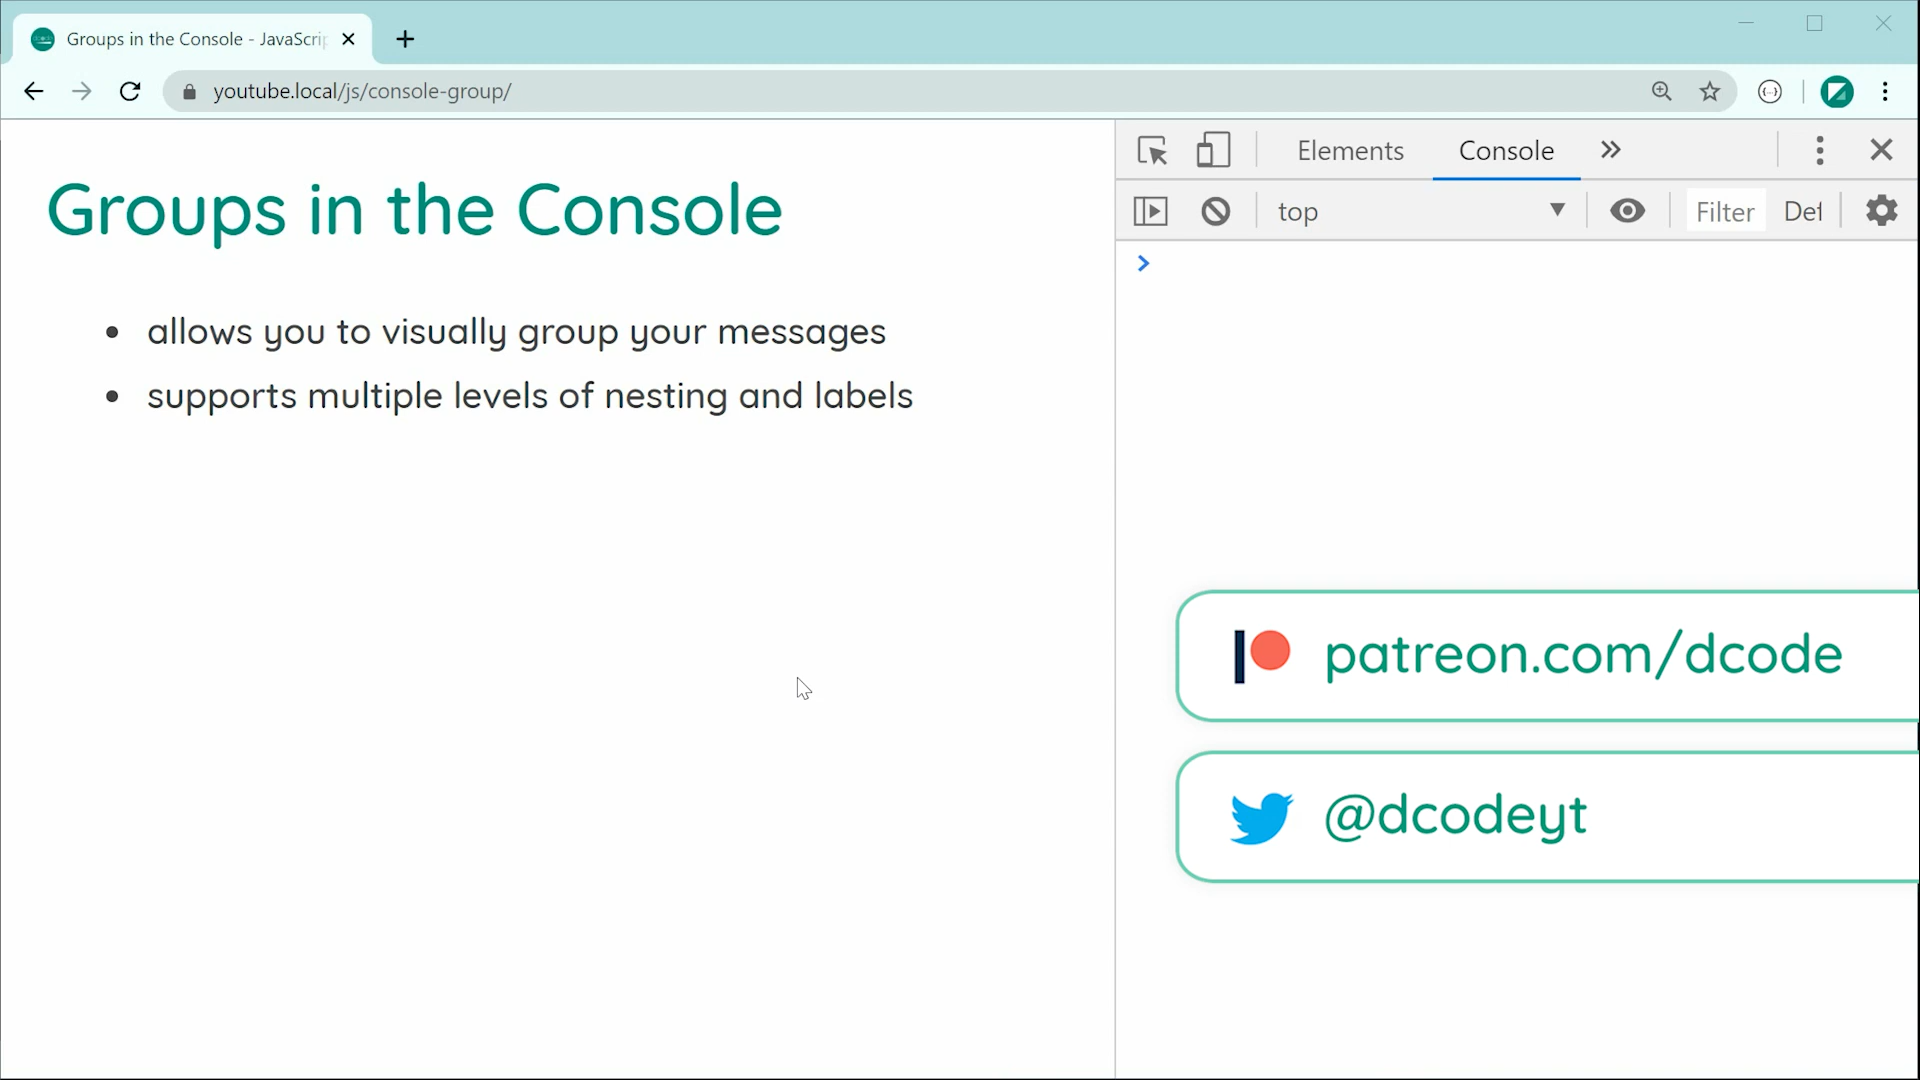 Groups in the Console - JavaScrip
youtube.local/js/console-group/
Elements Console
top Filter Def
Groups in the Console
• allows you to visually group your messages
• supports multiple levels of nesting and labels
patreon.com/dcode
@dcodeyt